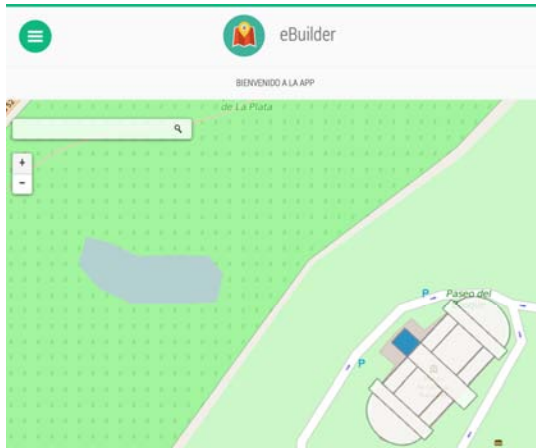 eBuilder
BIENVENIDO A LA APP
de La Plata
+
-
P
Paseo del
P